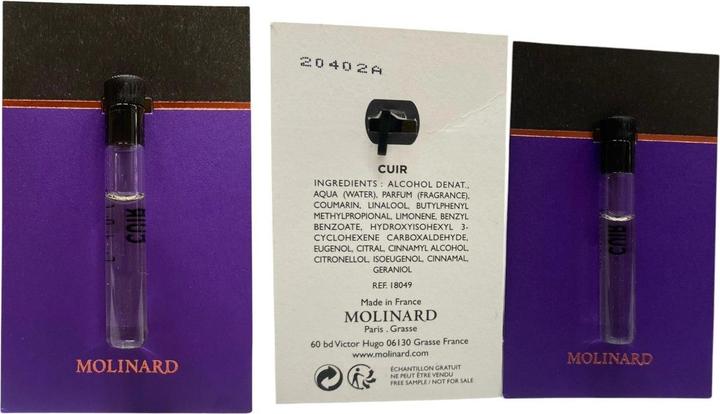 CUIR
MOLINARD
20402A
CUIR
INGREDIENTS : ALCOHOL DENAT.,
AQUA (WATER), PARFUM (FRAGRANCE),
COUMARIN, LINALOOL, BUTYLPHENYL
METHYLPROPIONAL, LIMONENE, BENZYL
BENZOATE, HYDROXYISOHEXYL 3-
CYCLOHEXENE CARBOXALDEHYDE,
EUGENOL, CITRAL, CINNAMYL ALCOHOL,
CITRONELLOL, ISOEUGENOL, CINNAMAL,
GERANIOL
REF. 18049
Made in France
MOLINARD
Paris . Grasse
60 bd Victor Hugo 06130 Grasse France
www.molinard.com
ÉCHANTILLON GRATUIT
NE PEUT ÊTRE VENDU
FREE SAMPLE / NOT FOR SALE
CUIR
MOLINARD